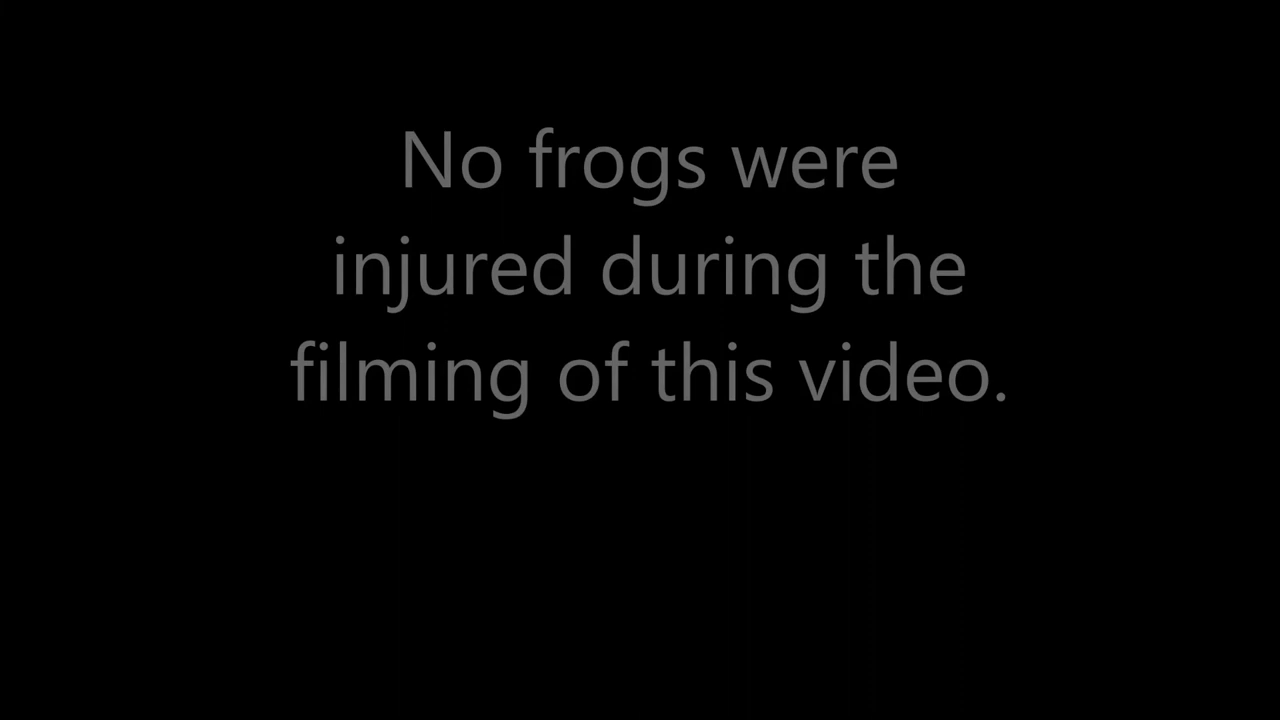 No frogs were
injured during the
filming of this video.